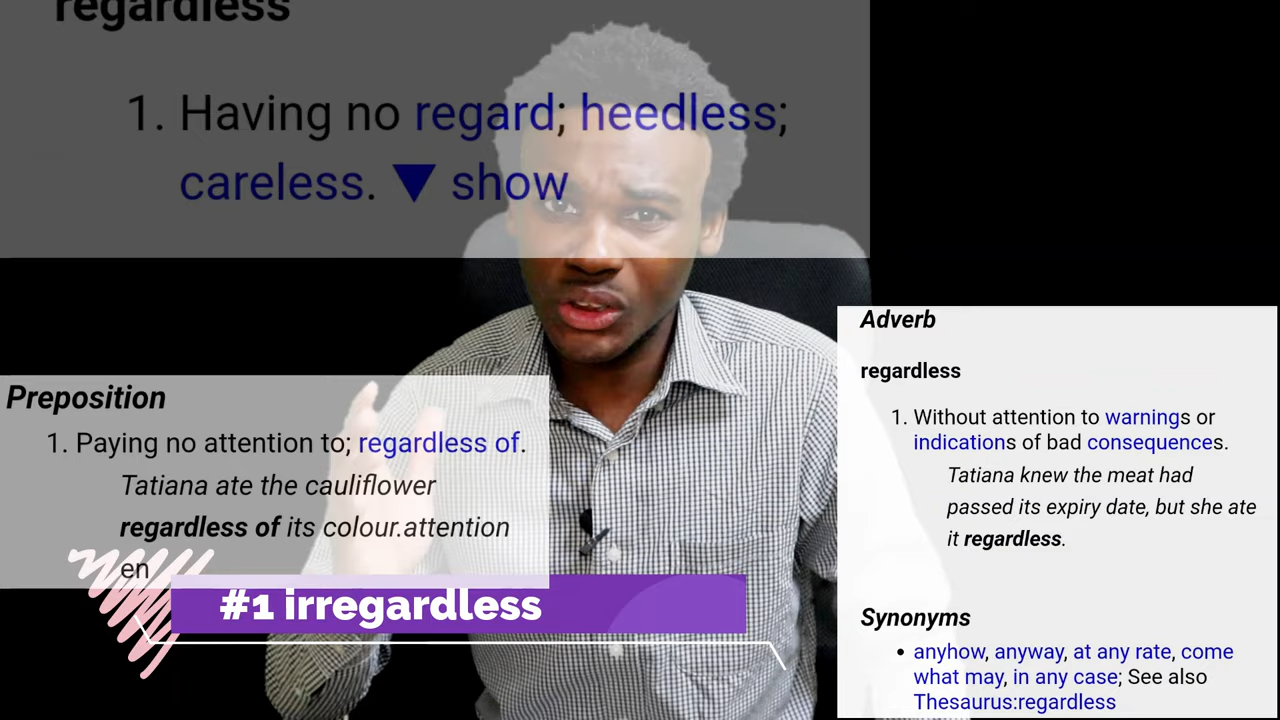 regardless
1. Having no regard; heedless;
careless. ▼ show
Preposition
1. Paying no attention to; regardless of.
Tatiana ate the cauliflower
regardless of its colour.attention
en
#1 irregardless
Adverb
regardless
1. Without attention to warnings or
indications of bad consequences.
Tatiana knew the meat had
passed its expiry date, but she ate
it regardless.
Synonyms
• anyhow, anyway, at any rate, come
what may, in any case; See also
Thesaurus:regardless